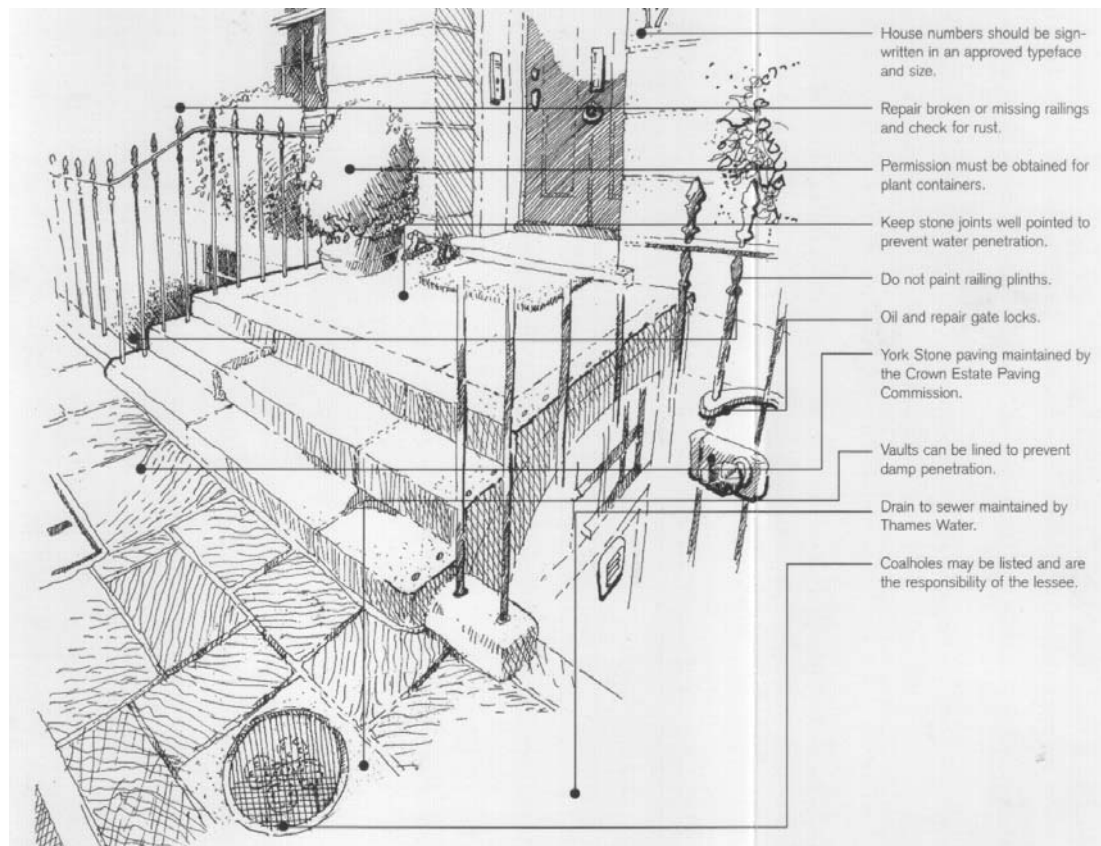 House numbers should be sign-
written in an approved typeface
and size.
Repair broken or missing railings
and check for rust.
Permission must be obtained for
plant containers.
Keep stone joints well pointed to
prevent water penetration.
Do not paint railing plinths.
Oil and repair gate locks.
York Stone paving maintained by
the Crown Estate Paving
Commission.
Vaults can be lined to prevent
damp penetration.
Drain to sewer maintained by
Thames Water.
Coalholes may be listed and are
the responsibility of the lessee.